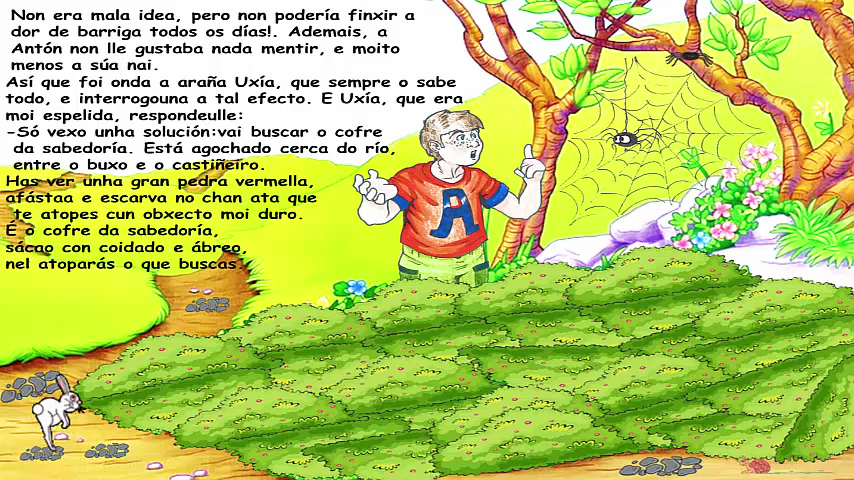 Non era mala idea, pero non podería finxir a
dor de barriga todos os días!. Ademais, a
Antón non lle gustaba nada mentir, e moito
menos a súa nai.
Así que foi onda a araña Uxía, que sempre o sabe
todo, e interrogouna a tal efecto. E Uxía, que era
moi espelida, respondeulle:
-Só vexo unha solución:vai buscar o cofre
da sabedoría. Está agochado cerca do río,
entre o buxo e o castiñeiro.
Has ver unha gran pedra vermella,
afástaa e escarva no chan ata que
te atopes cun obxecto moi duro.
É o cofre da sabedoría,
sácao con coidado e ábreo,
nel atoparás o que buscas.
A